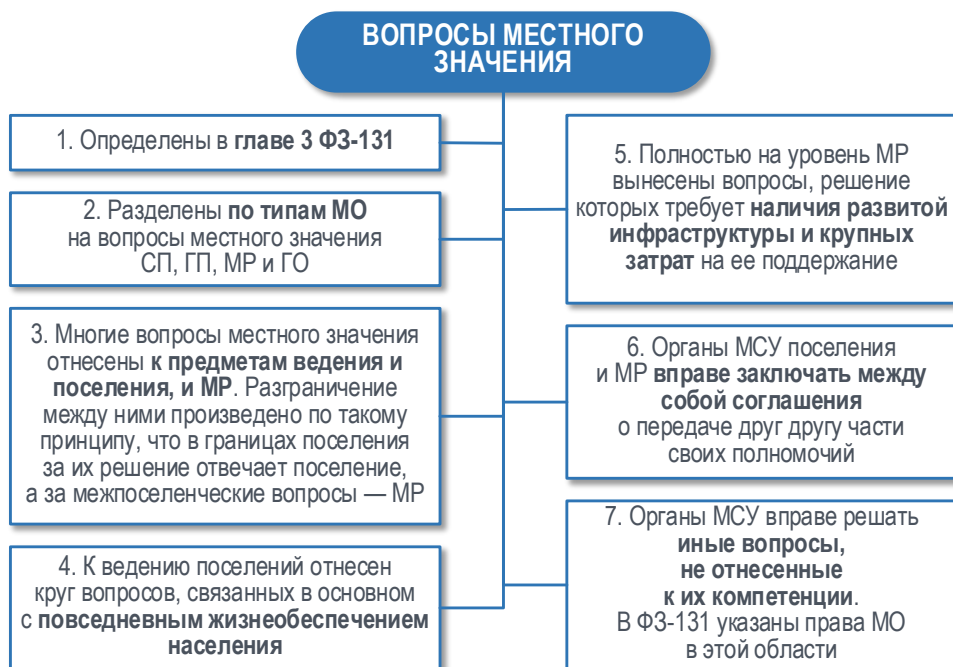 ВОПРОСЫ МЕСТНОГО
ЗНАЧЕНИЯ
1. Определены в главе 3 ФЗ-131
2. Разделены по типам МО
на вопросы местного значения
СП, ГП, МР и ГО
3. Многие вопросы местного значения
отнесены к предметам ведения и
поселения, и МР. Разграничение
между ними произведено по такому
принципу, что в границах поселения
за их решение отвечает поселение,
а за межпоселенческие вопросы — МР
4. К ведению поселений отнесен
круг вопросов, связанных в основном
с повседневным жизнеобеспечением
населения
5. Полностью на уровень МР
вынесены вопросы, решение
которых требует наличия развитой
инфраструктуры и крупных
затрат на ее поддержание
6. Органы МСУ поселения
и МР вправе заключать между
собой соглашения
о передаче друг другу части
своих полномочий
7. Органы МСУ вправе решать
иные вопросы,
не отнесенные
к их компетенции.
В ФЗ-131 указаны права МО
в этой области